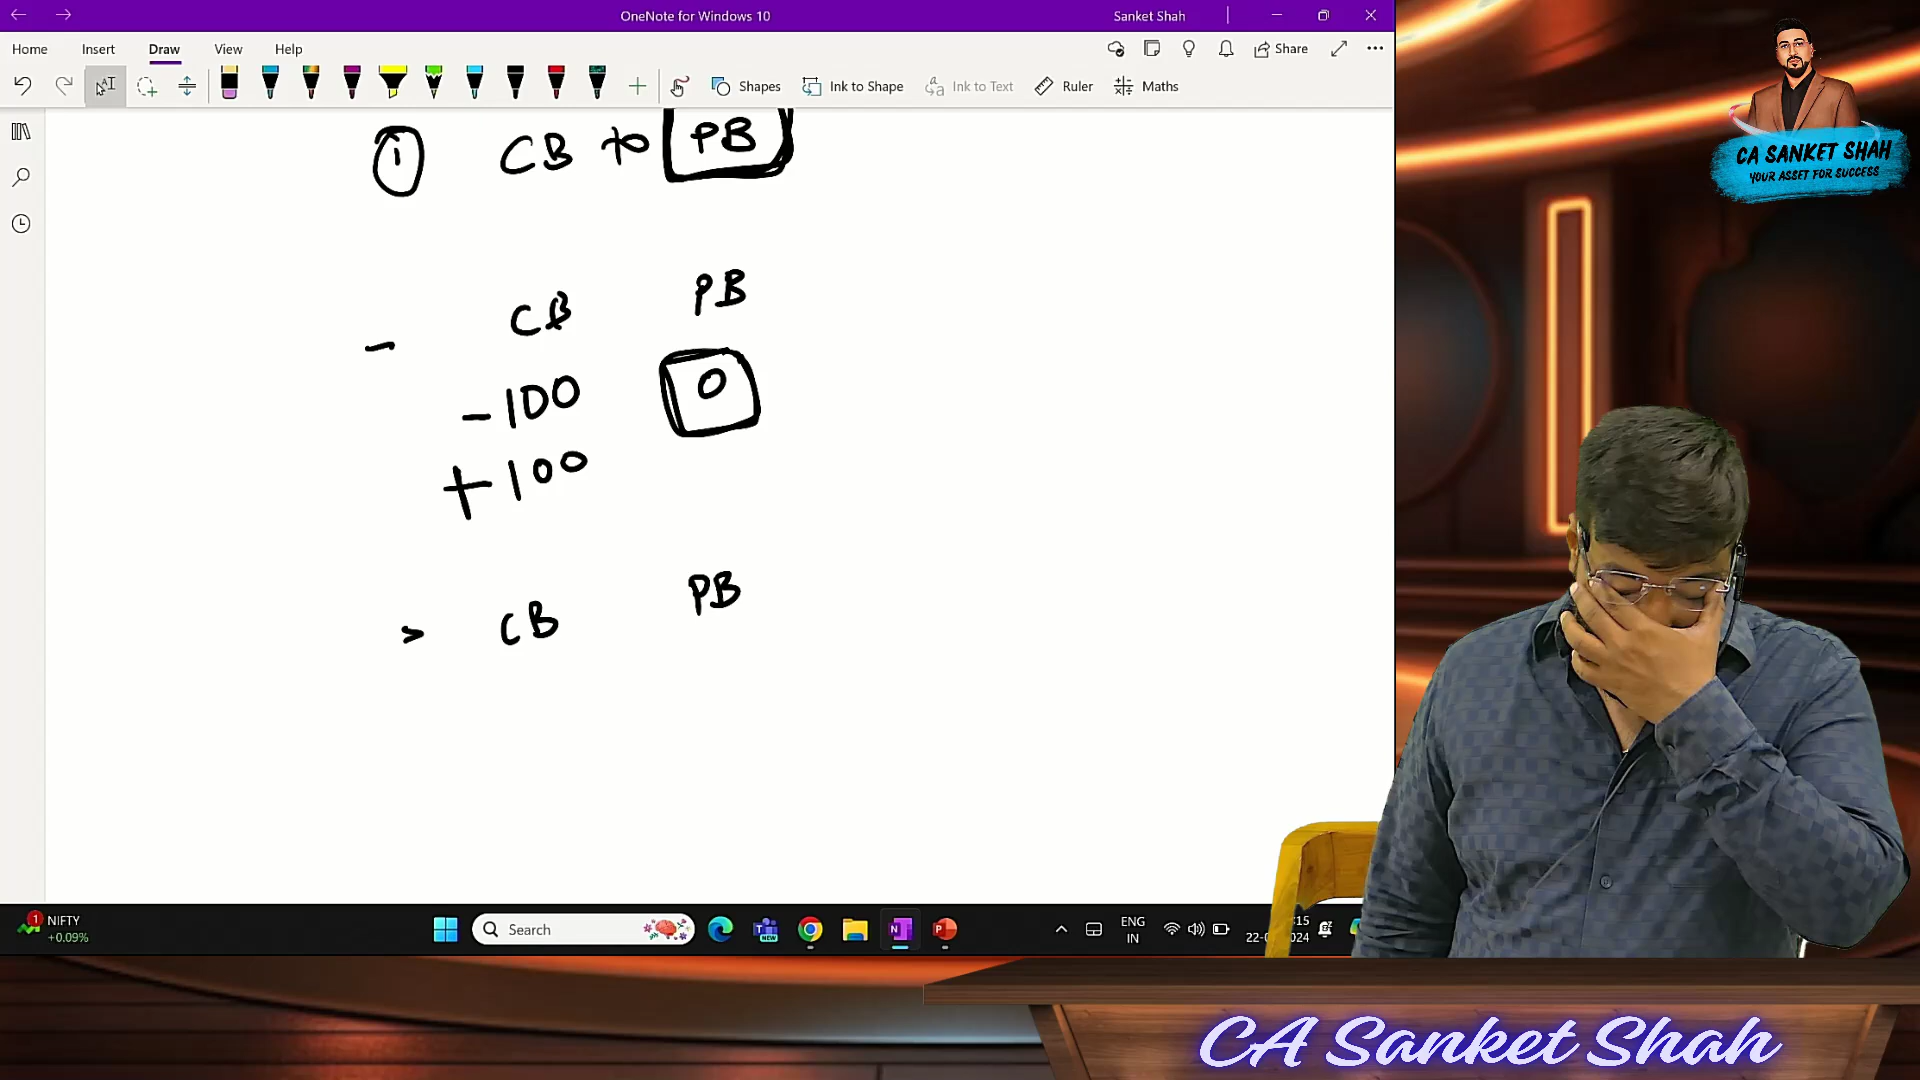 OneNote for Windows 10
Sanket Shah
Home Insert Draw View Help
Share
Shapes Ink to Shape Ink to Text Ruler Maths
1 CB to PB
CB PB
- 100 0
+ 100
CB PB
CA SANKET SHAH
YOUR ASSET FOR SUCCESS
1 NIFTY
+0.09%
Search
NEW
ENG
IN
CA Sanket Shah